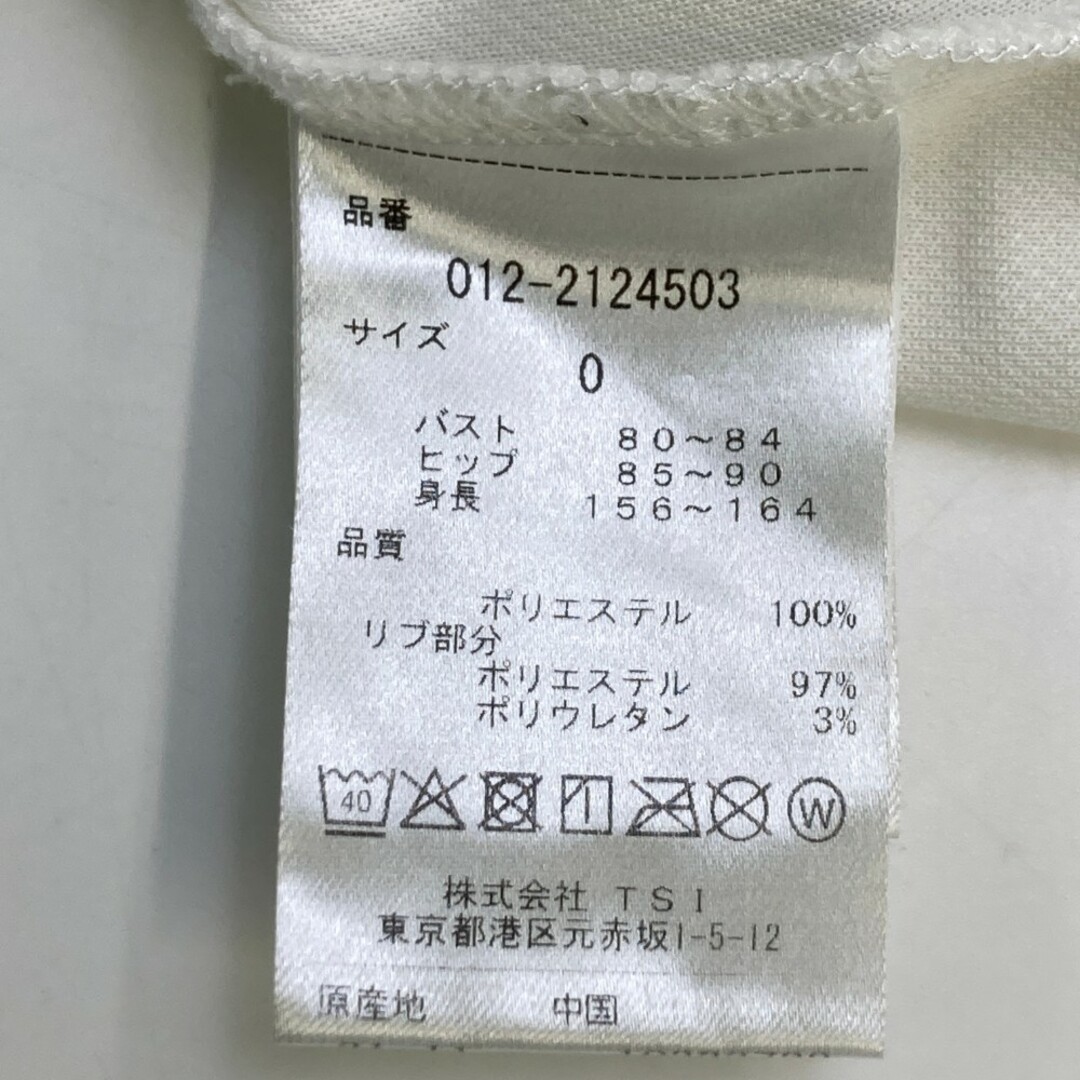 品番
012-2124503
サイズ
0
バスト 80～84
ヒップ 85～90
身長 156～164
品質
ポリエステル 100%
リブ部分
ポリエステル 97%
ポリウレタン 3%
40 W
株式会社 TSI
東京都港区元赤坂1-5-12
原産地 中国